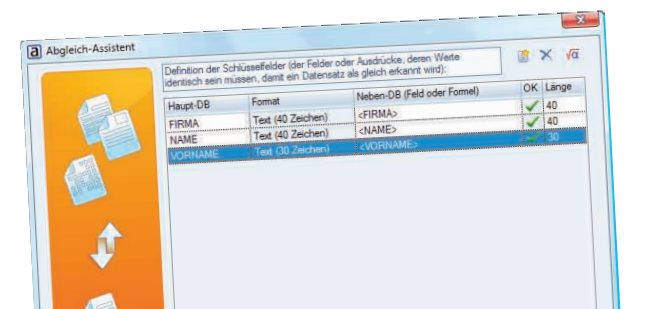 a Abgleich-Assistent
Definition der Schlüsselfelder (der Felder oder Ausdrücke, deren Werte
identisch sein müssen, damit ein Datensatz als gleich erkannt wird):
√α
Haupt-DB Format Neben-DB (Feld oder Formel) OK Länge
FIRMA Text (40 Zeichen) <FIRMA> 40
NAME Text (40 Zeichen) <NAME> 40
VORNAME Text (30 Zeichen) <VORNAME> 30